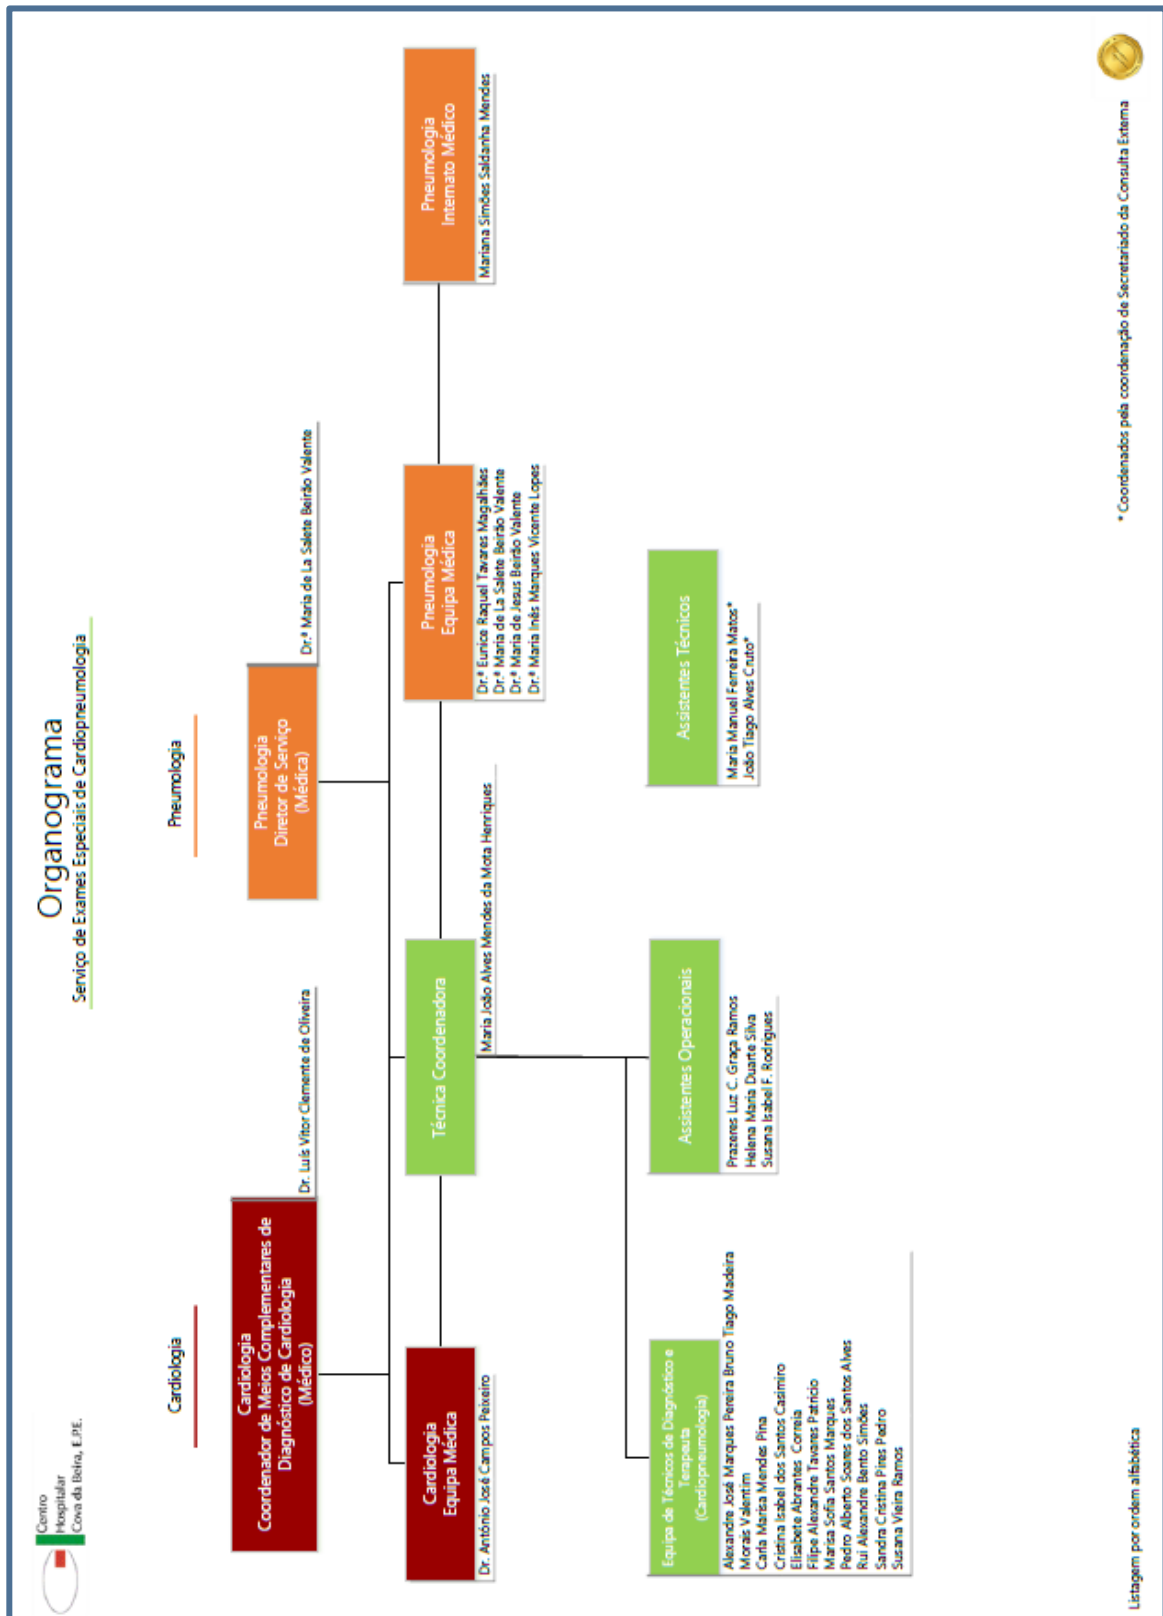 Centro
Hospitalar
Cova da Beira, E.P.E.
Organograma
Serviço de Exames Especiais de Cardiopneumologia
Cardiologia
Pneumologia
Cardiologia
Coordenador de Meios Complementares de
Diagnóstico de Cardiologia
(Médico)
Dr. Luís Vítor Clemente de Oliveira
Pneumologia
Diretor de Serviço
(Médica)
Dr.ª Maria de La Salete Beirão Valente
Cardiologia
Equipa Médica
Dr. António José Campos Peixeiro
Técnica Coordenadora
Maria João Alves Mendes da Mota Henriques
Pneumologia
Equipa Médica
Dr.ª Eunice Raquel Tavares Magalhães
Dr.ª Maria de La Salete Beirão Valente
Dr.ª Maria de Jesus Beirão Valente
Dr.ª Maria Inês Marques Vicente Lopes
Pneumologia
Internato Médico
Mariana Simões Saldanha Mendes
Equipa de Técnicos de Diagnóstico e
Terapeuta
(Cardiopneumologia)
Alexandre José Marques Pereira Bruno Tiago Madeira
Morais Valentim
Carla Marisa Mendes Pina
Cristina Isabel dos Santos Casimiro
Elisabete Abrantes Correia
Filipe Alexandre Tavares Patrício
Marisa Sofia Santos Marques
Pedro Alberto Soares dos Santos Alves
Rui Alexandre Bento Simões
Sandra Cristina Pires Pedro
Susana Vieira Ramos
Assistentes Operacionais
Prazeres Luz C. Graça Ramos
Helena Maria Duarte Silva
Susana Isabel F. Rodrigues
Assistentes Técnicos
Maria Manuel Ferreira Matos*
João Tiago Alves Cruto*
Listagem por ordem alfabética
* Coordenados pela coordenação de Secretariado da Consulta Externa